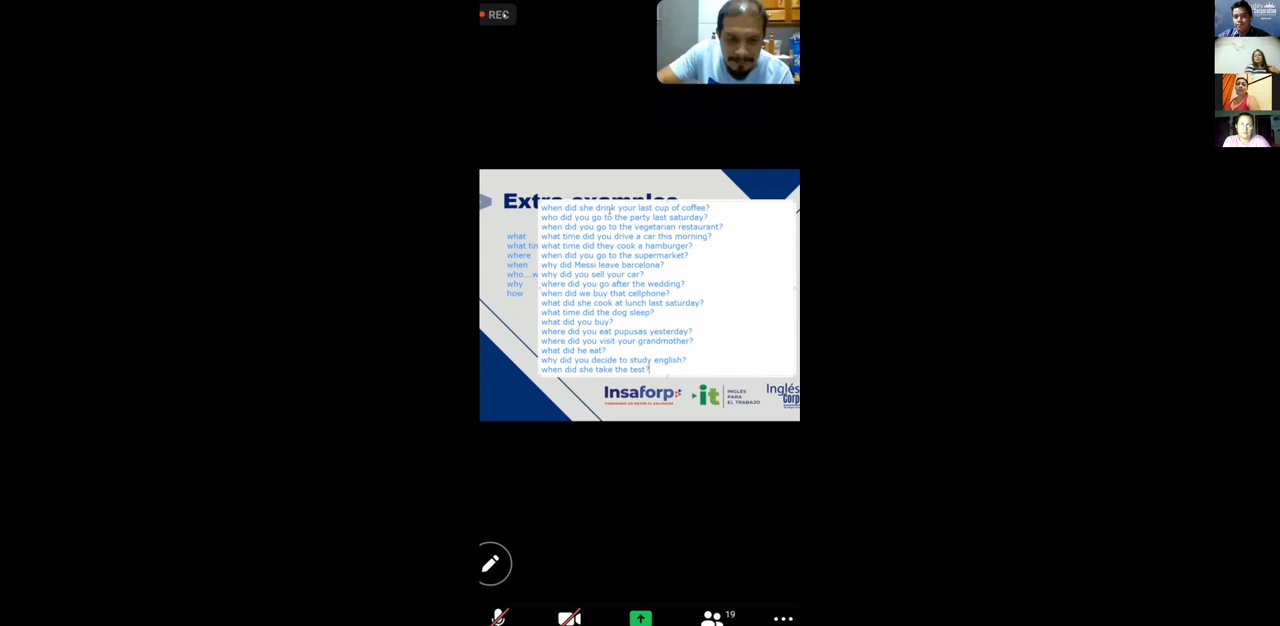 REC
Extra examples
when did she drink your last cup of coffee?
who did you go to the party last saturday?
when did you go to the vegetarian restaurant?
what what time did you drive a car this morning?
what tim what time did they cook a hamburger?
where when did you go to the supermarket?
when why did Messi leave barcelona?
who...w why did you sell your car?
why where did you go after the wedding?
how when did we buy that cellphone?
what did she cook at lunch last saturday?
what time did the dog sleep?
what did you buy?
where did you eat pupusas yesterday?
where did you visit your grandmother?
what did he eat?
why did you decide to study english?
when did she take the test?
Insaforp
it
INGLÉS
PARA
EL TRABAJO
Inglés
Corp
19